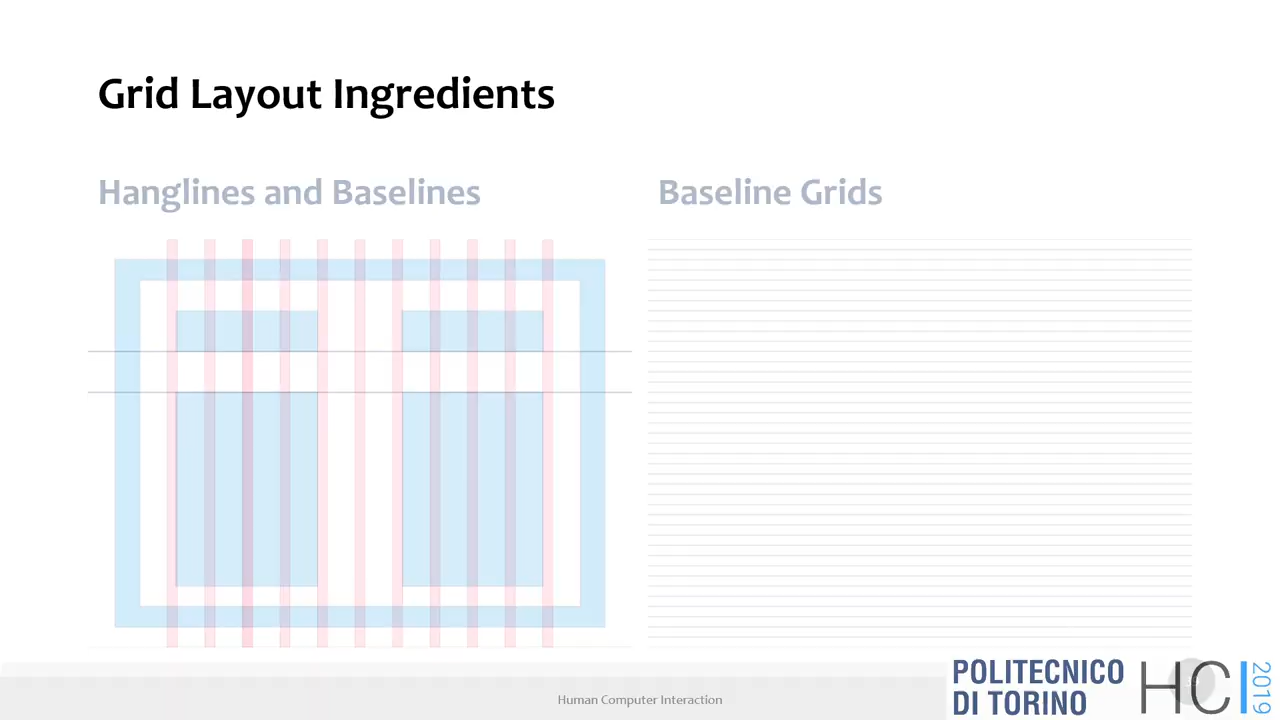 Grid Layout Ingredients
Hanglines and Baselines
Baseline Grids
Human Computer Interaction
POLITECNICO
DI TORINO
HCI
2019